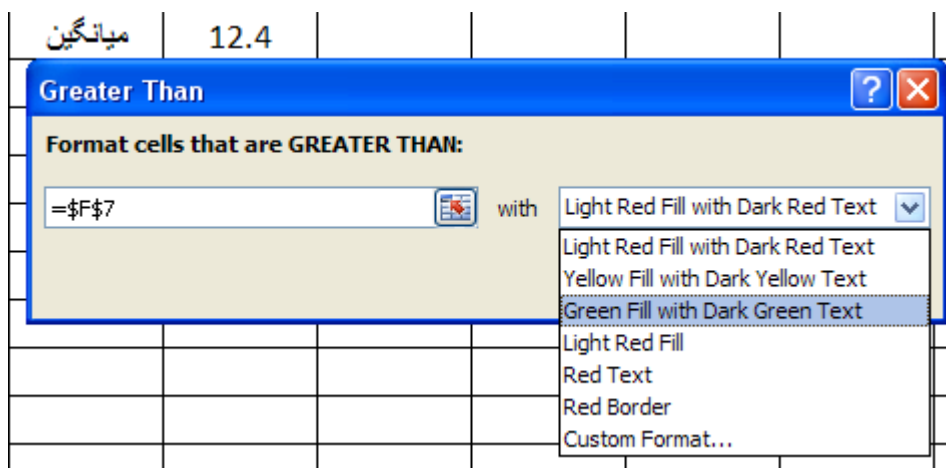 میانگین 12.4
Greater Than
Format cells that are GREATER THAN:
=$F$7 with Light Red Fill with Dark Red Text
Light Red Fill with Dark Red Text
Yellow Fill with Dark Yellow Text
Green Fill with Dark Green Text
Light Red Fill
Red Text
Red Border
Custom Format...